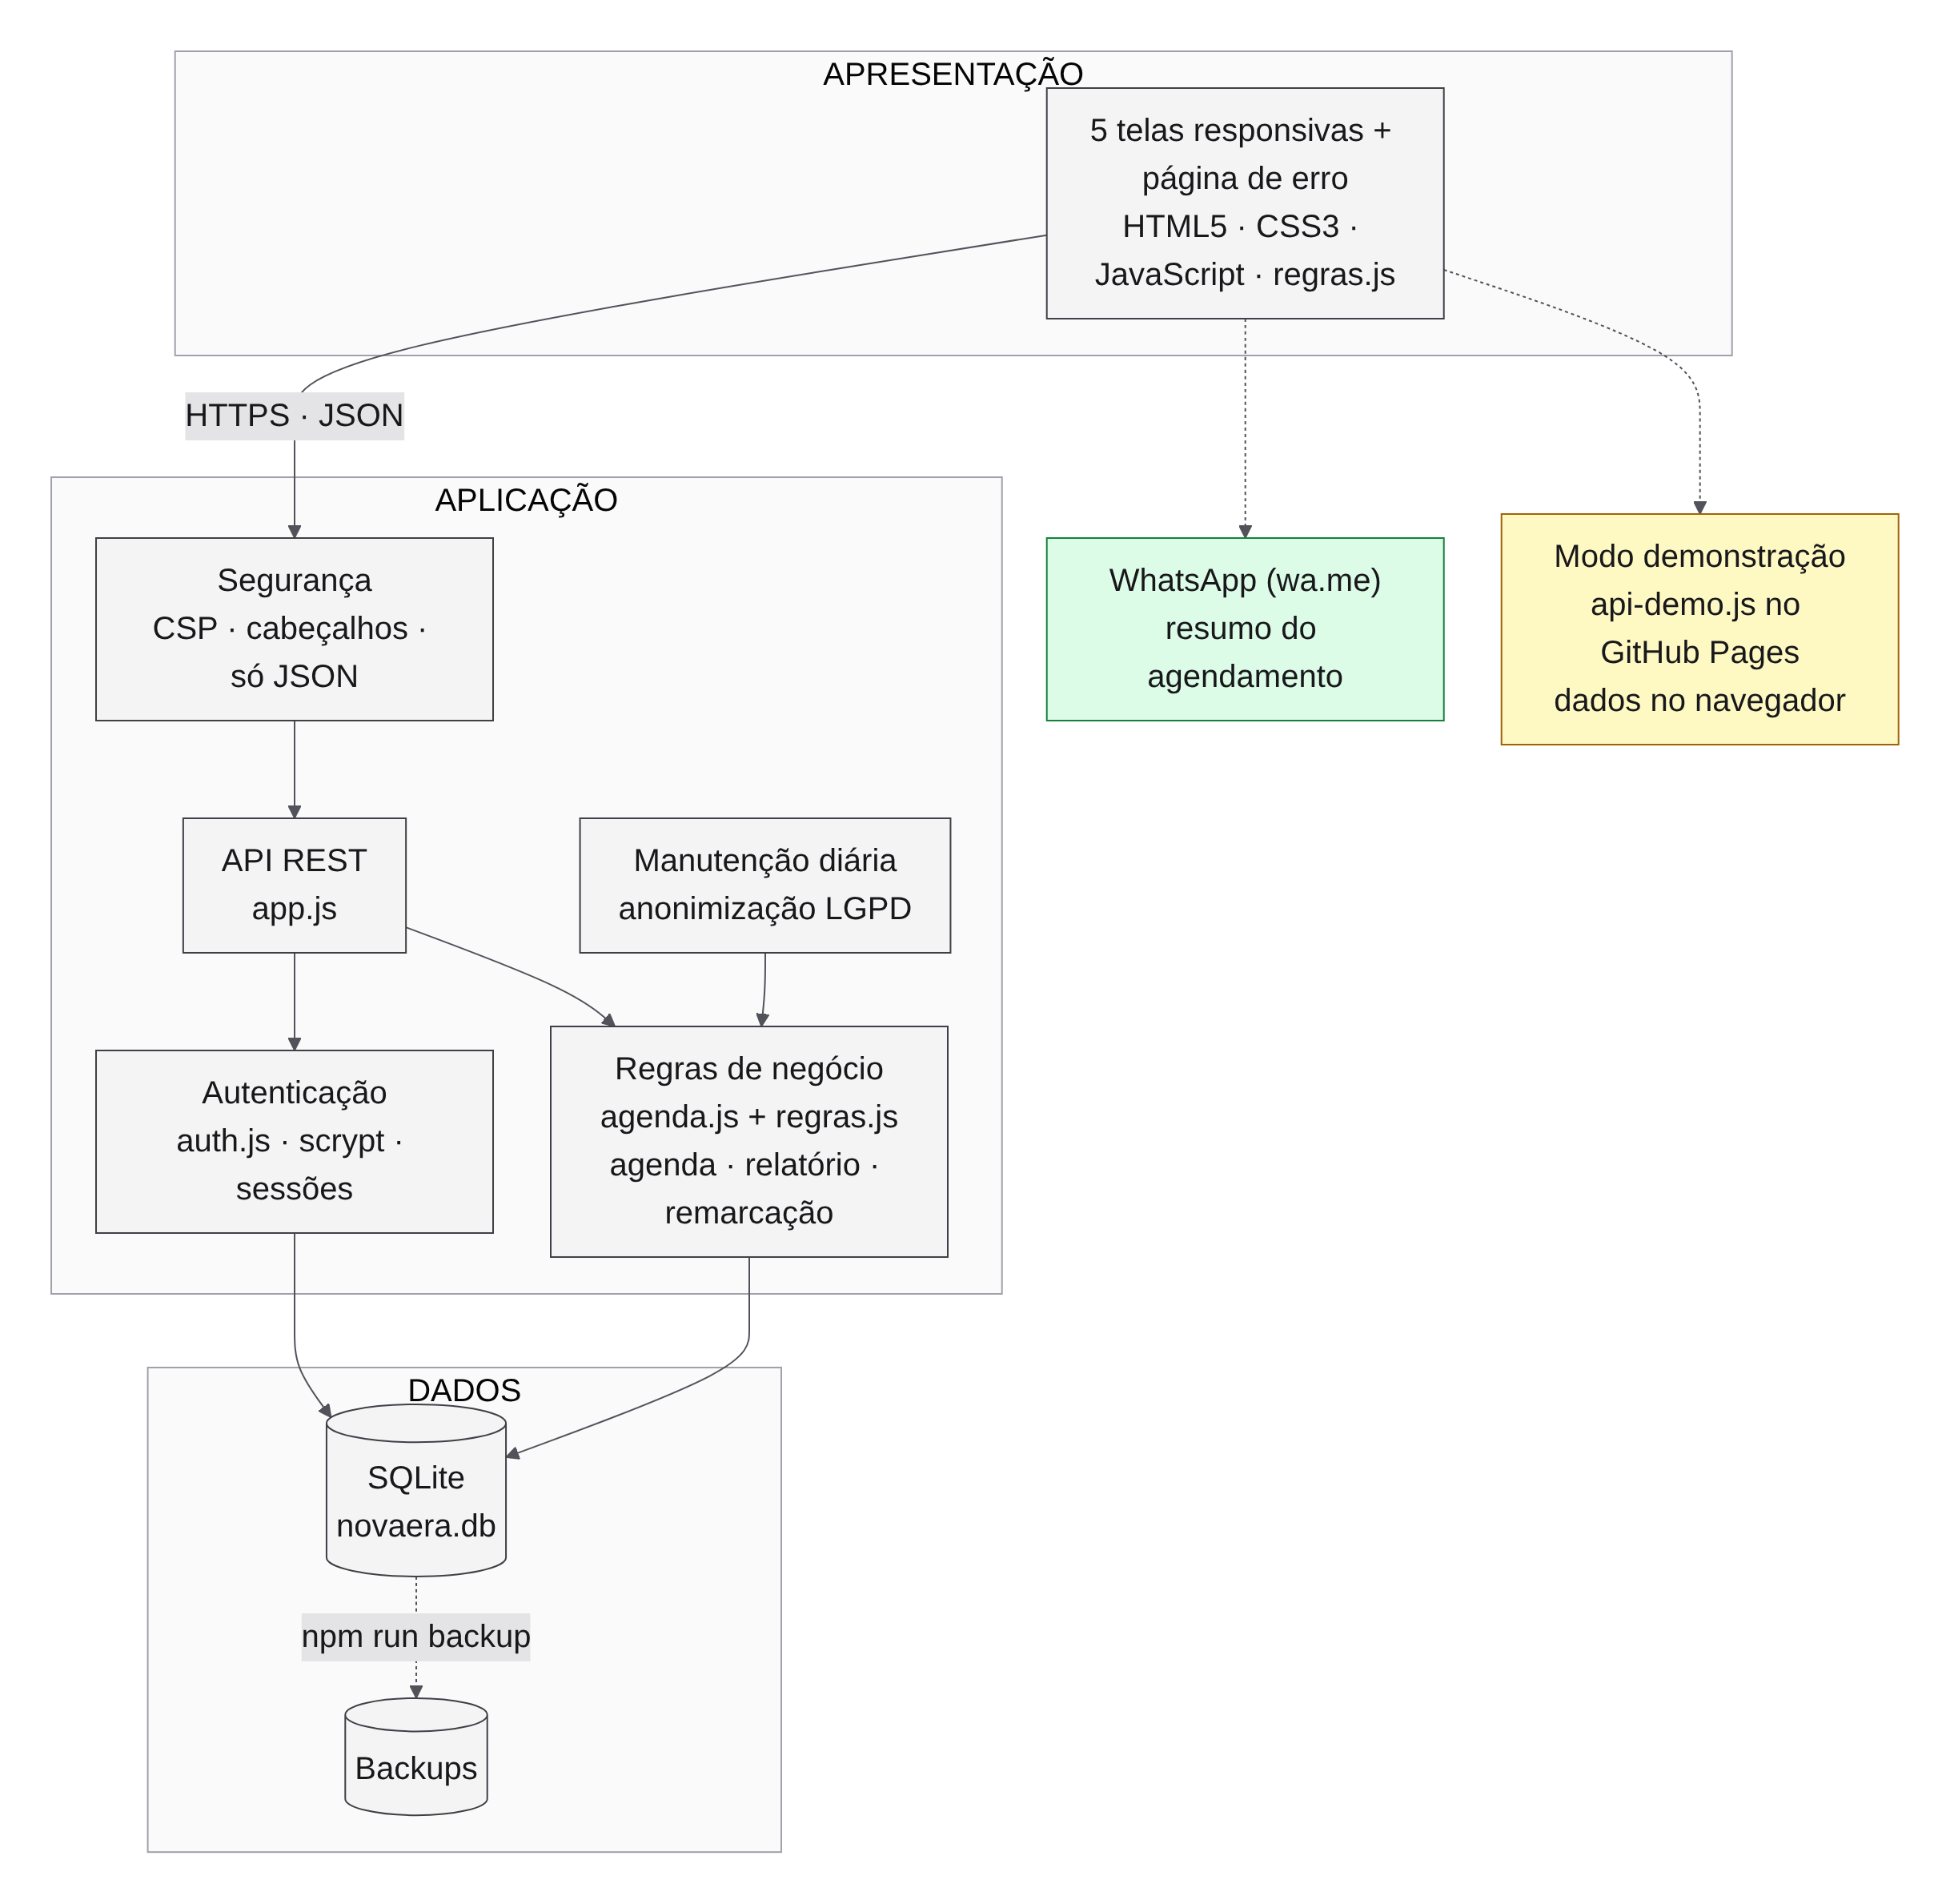 APRESENTAÇÃO
5 telas responsivas +
página de erro
HTML5 · CSS3 ·
JavaScript · regras.js
HTTPS · JSON
APLICAÇÃO
Segurança
CSP · cabeçalhos ·
só JSON
WhatsApp (wa.me)
resumo do
agendamento
Modo demonstração
api-demo.js no
GitHub Pages
dados no navegador
API REST
app.js
Manutenção diária
anonimização LGPD
Autenticação
auth.js · scrypt ·
sessões
Regras de negócio
agenda.js + regras.js
agenda · relatório ·
remarcação
DADOS
SQLite
novaera.db
npm run backup
Backups